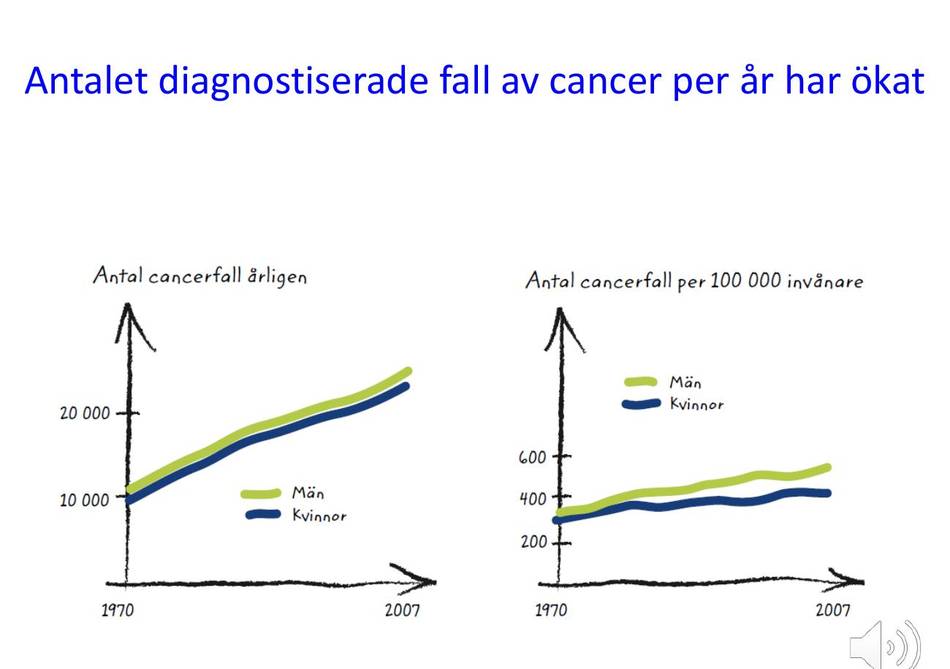 Antalet diagnostiserade fall av cancer per år har ökat
Antal cancerfall årligen
20 000
10 000
Män
Kvinnor
1970
2007
Antal cancerfall per 100 000 invånare
Män
Kvinnor
600
400
200
1970
2007